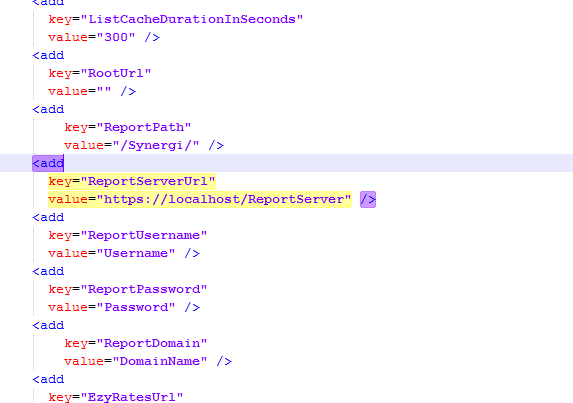 <add
key="ListCacheDurationInSeconds"
value="300" />
<add
key="RootUrl"
value="" />
<add
key="ReportPath"
value="/Synergi/" />
<add
key="ReportServerUrl"
value="https://localhost/ReportServer" />
<add
key="ReportUsername"
value="Username" />
<add
key="ReportPassword"
value="Password" />
<add
key="ReportDomain"
value="DomainName" />
<add
key="EzyRatesUrl"